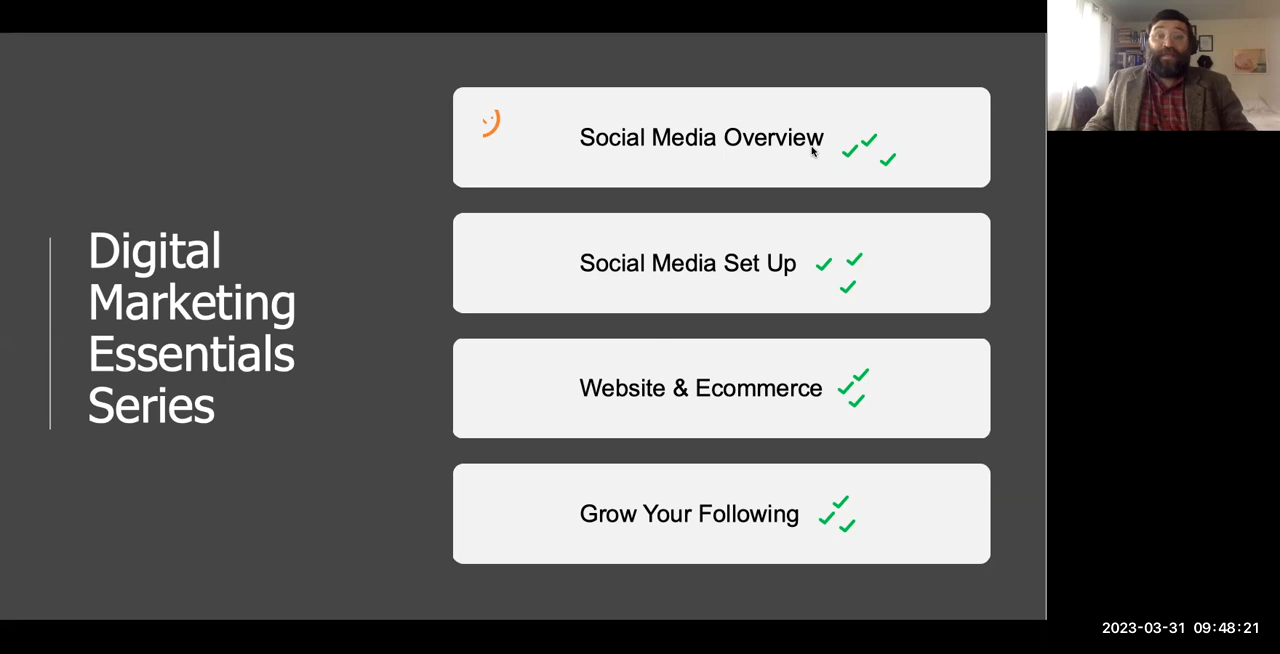 Digital
Marketing
Essentials
Series
Social Media Overview
Social Media Set Up
Website & Ecommerce
Grow Your Following
2023-03-31 09:48:21